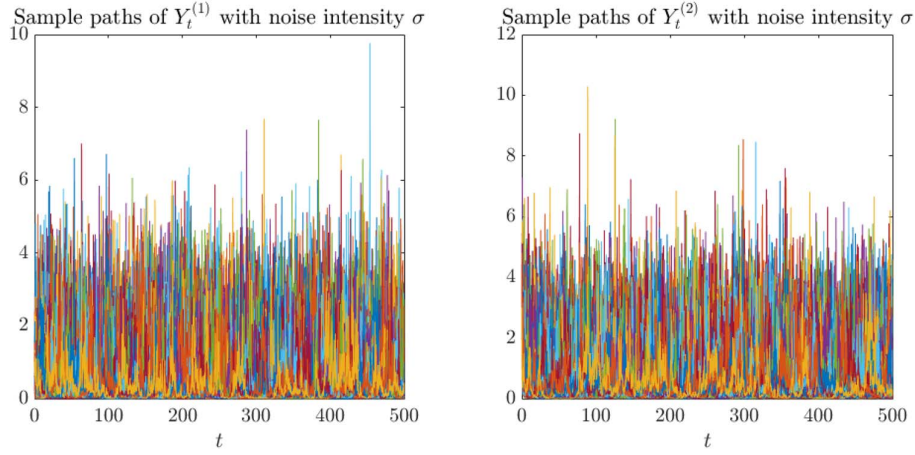 Sample paths of Y_t^{(1)} with noise intensity σ
10
8
6
4
2
0
0 100 200 300 400 500
t
Sample paths of Y_t^{(2)} with noise intensity σ
12
10
8
6
4
2
0
0 100 200 300 400 500
t